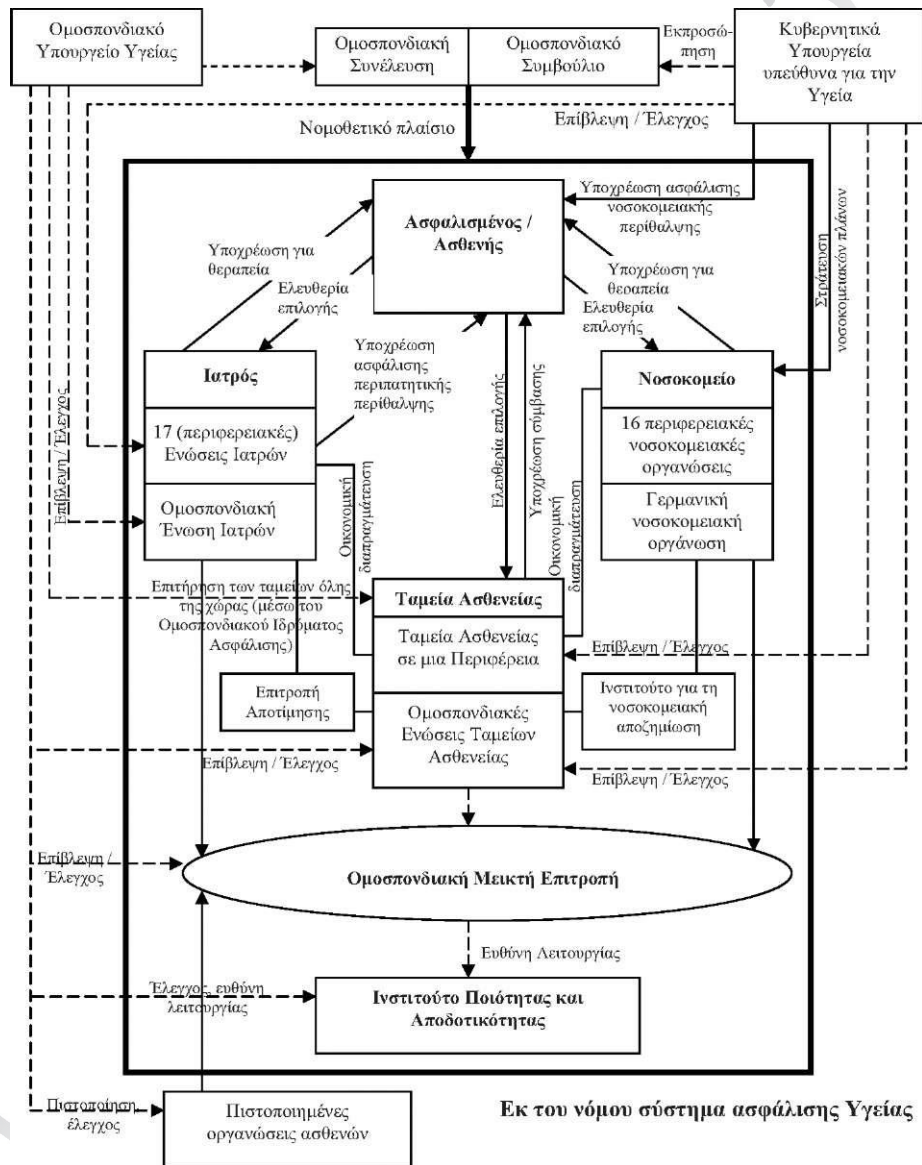 Ομοσπονδιακό
Υπουργείο Υγείας
Ομοσπονδιακή
Συνέλευση
Ομοσπονδιακό
Συμβούλιο
Εκπροσώ-
πηση
Κυβερνητικά
Υπουργεία
υπεύθυνα για την
Υγεία
Νομοθετικό πλαίσιο
Επίβλεψη / Έλεγχος
Ασφαλισμένος /
Ασθενής
Υποχρέωση ασφάλισης
νοσοκομειακής
περίθαλψης
Στράτευση
νοσοκομειακών πλάνων
Υποχρέωση για
θεραπεία
Ελευθερία
επιλογής
Υποχρέωση για
θεραπεία
Ελευθερία
επιλογής
Υποχρέωση
ασφάλισης
περιπατητικής
περίθαλψης
Ιατρός
17 (περιφερειακές)
Ενώσεις Ιατρών
Ομοσπονδιακή
Ένωση Ιατρών
Νοσοκομείο
16 περιφερειακές
νοσοκομειακές
οργανώσεις
Γερμανική
νοσοκομειακή
οργάνωση
Επίβλεψη / Έλεγχος
Οικονομική
διαπραγμάτευση
Ελευθερία επιλογής
Υποχρέωση σύμβασης
Οικονομική
διαπραγμάτευση
Επιτήρηση των ταμείων όλης
της χώρας (μέσω του
Ομοσπονδιακού Ιδρύματος
Ασφάλισης)
Ταμεία Ασθενείας
Ταμεία Ασθενείας
σε μια Περιφέρεια
Ομοσπονδιακές
Ενώσεις Ταμείων
Ασθενείας
Επίβλεψη / Έλεγχος
Επιτροπή
Αποτίμησης
Ινστιτούτο για τη
νοσοκομειακή
αποζημίωση
Επίβλεψη / Έλεγχος
Επίβλεψη / Έλεγχος
Επίβλεψη /
Έλεγχος
Ομοσπονδιακή Μεικτή Επιτροπή
Ευθύνη Λειτουργίας
Έλεγχος, ευθύνη
λειτουργίας
Ινστιτούτο Ποιότητας και
Αποδοτικότητας
Πιστοποίηση,
έλεγχος
Πιστοποιημένες
οργανώσεις ασθενών
Εκ του νόμου σύστημα ασφάλισης Υγείας